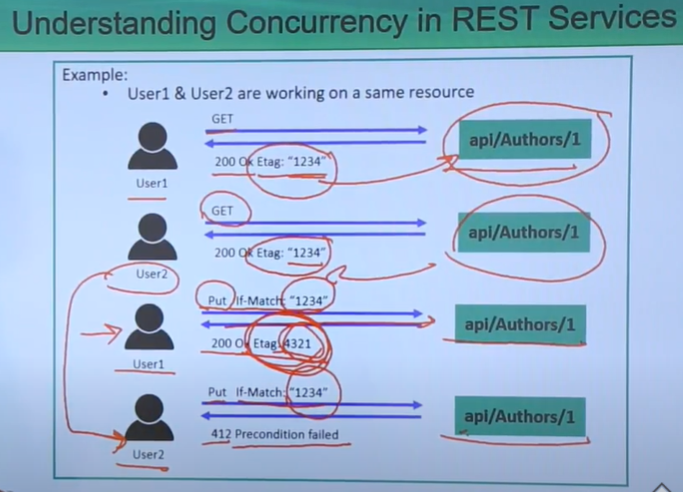 Understanding Concurrency in REST Services
Example:
• User1 & User2 are working on a same resource
GET
api/Authors/1
200 Ok Etag: "1234"
User1
GET
api/Authors/1
200 Ok Etag: "1234"
User2
Put If-Match: "1234"
api/Authors/1
200 Ok Etag: 4321
User1
Put If-Match: "1234"
api/Authors/1
412 Precondition failed
User2